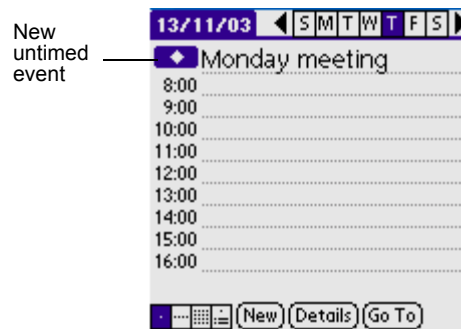 New
untimed
event
13/11/03 S M T W T F S
Monday meeting
8:00
9:00
10:00
11:00
12:00
13:00
14:00
15:00
16:00
New Details Go To